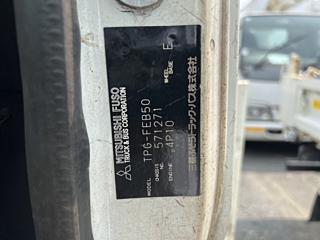 MITSUBISHI FUSO
TRUCK & BUS CORPORATION
MODEL TPG-FEB50
CHASSIS NO 571271
ENGINE 4P10
WHEEL BASE E
三菱ふそうトラック・バス株式会社